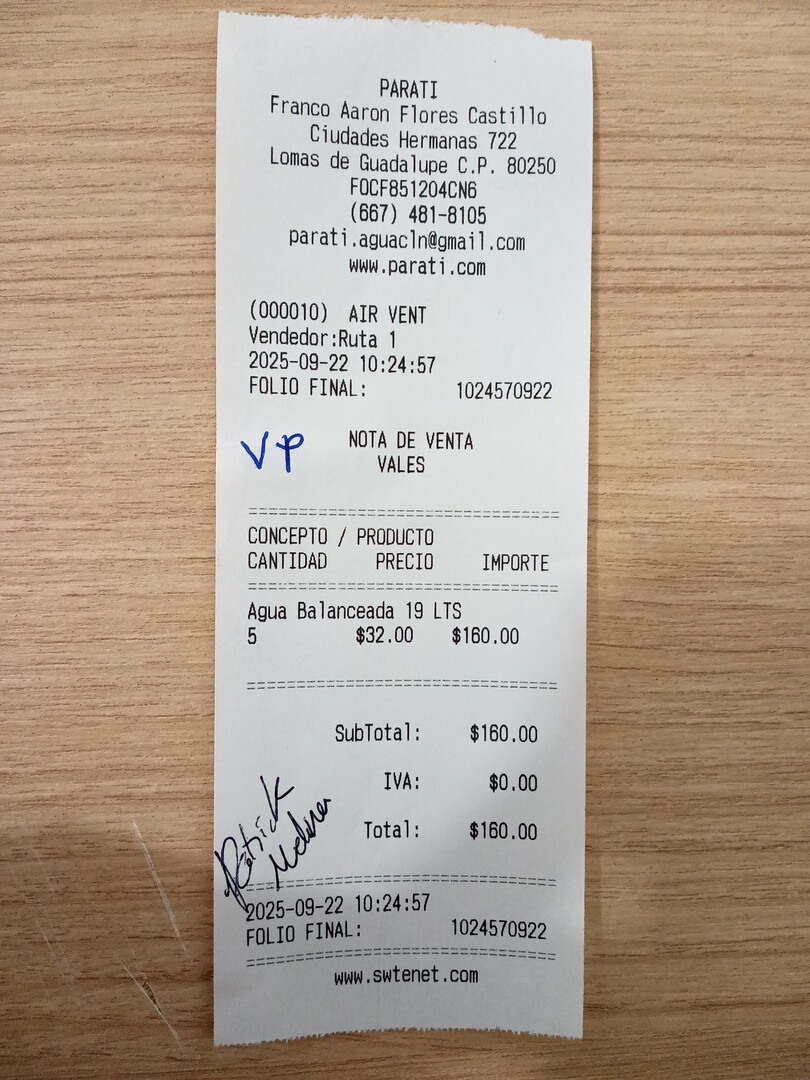 PARATI
Franco Aaron Flores Castillo
Ciudades Hermanas 722
Lomas de Guadalupe C.P. 80250
FOCF851204CN6
(667) 481-8105
parati.aguacln@gmail.com
www.parati.com
(000010) AIR VENT
Vendedor:Ruta 1
2025-09-22 10:24:57
FOLIO FINAL: 1024570922
VP
NOTA DE VENTA
VALES
CONCEPTO / PRODUCTO
CANTIDAD PRECIO IMPORTE
Agua Balanceada 19 LTS
5 $32.00 $160.00
SubTotal: $160.00
IVA: $0.00
Total: $160.00
Patrick
2025-09-22 10:24:57
FOLIO FINAL: 1024570922
www.swtenet.com